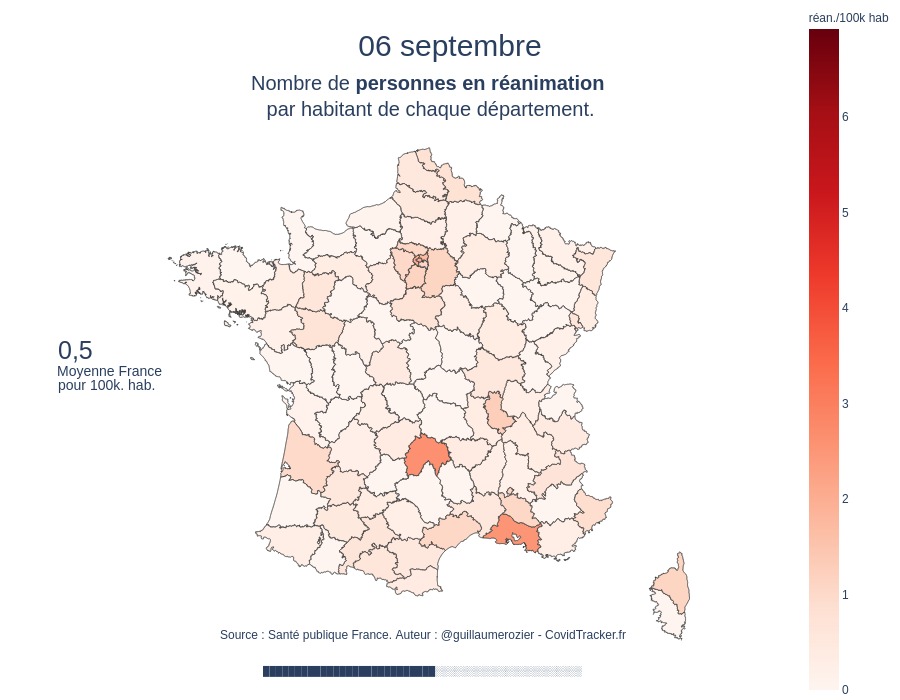 réan./100k hab
06 septembre
Nombre de personnes en réanimation
par habitant de chaque département.
6
5
4
3
2
1
0
0,5
Moyenne France
pour 100k. hab.
Source : Santé publique France. Auteur : @guillaumerozier - CovidTracker.fr